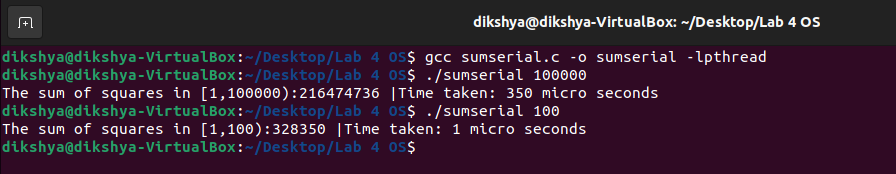 dikshya@dikshya-VirtualBox: ~/Desktop/Lab 4 OS
dikshya@dikshya-VirtualBox:~/Desktop/Lab 4 OS$ gcc sumserial.c -o sumserial -lpthread
dikshya@dikshya-VirtualBox:~/Desktop/Lab 4 OS$ ./sumserial 100000
The sum of squares in [1,100000):216474736 |Time taken: 350 micro seconds
dikshya@dikshya-VirtualBox:~/Desktop/Lab 4 OS$ ./sumserial 100
The sum of squares in [1,100):328350 |Time taken: 1 micro seconds
dikshya@dikshya-VirtualBox:~/Desktop/Lab 4 OS$